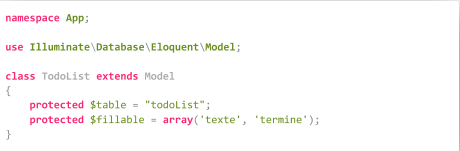 namespace App;
use Illuminate\Database\Eloquent\Model;
class TodoList extends Model
{
protected $table = "todoList";
protected $fillable = array('texte', 'termine');
}